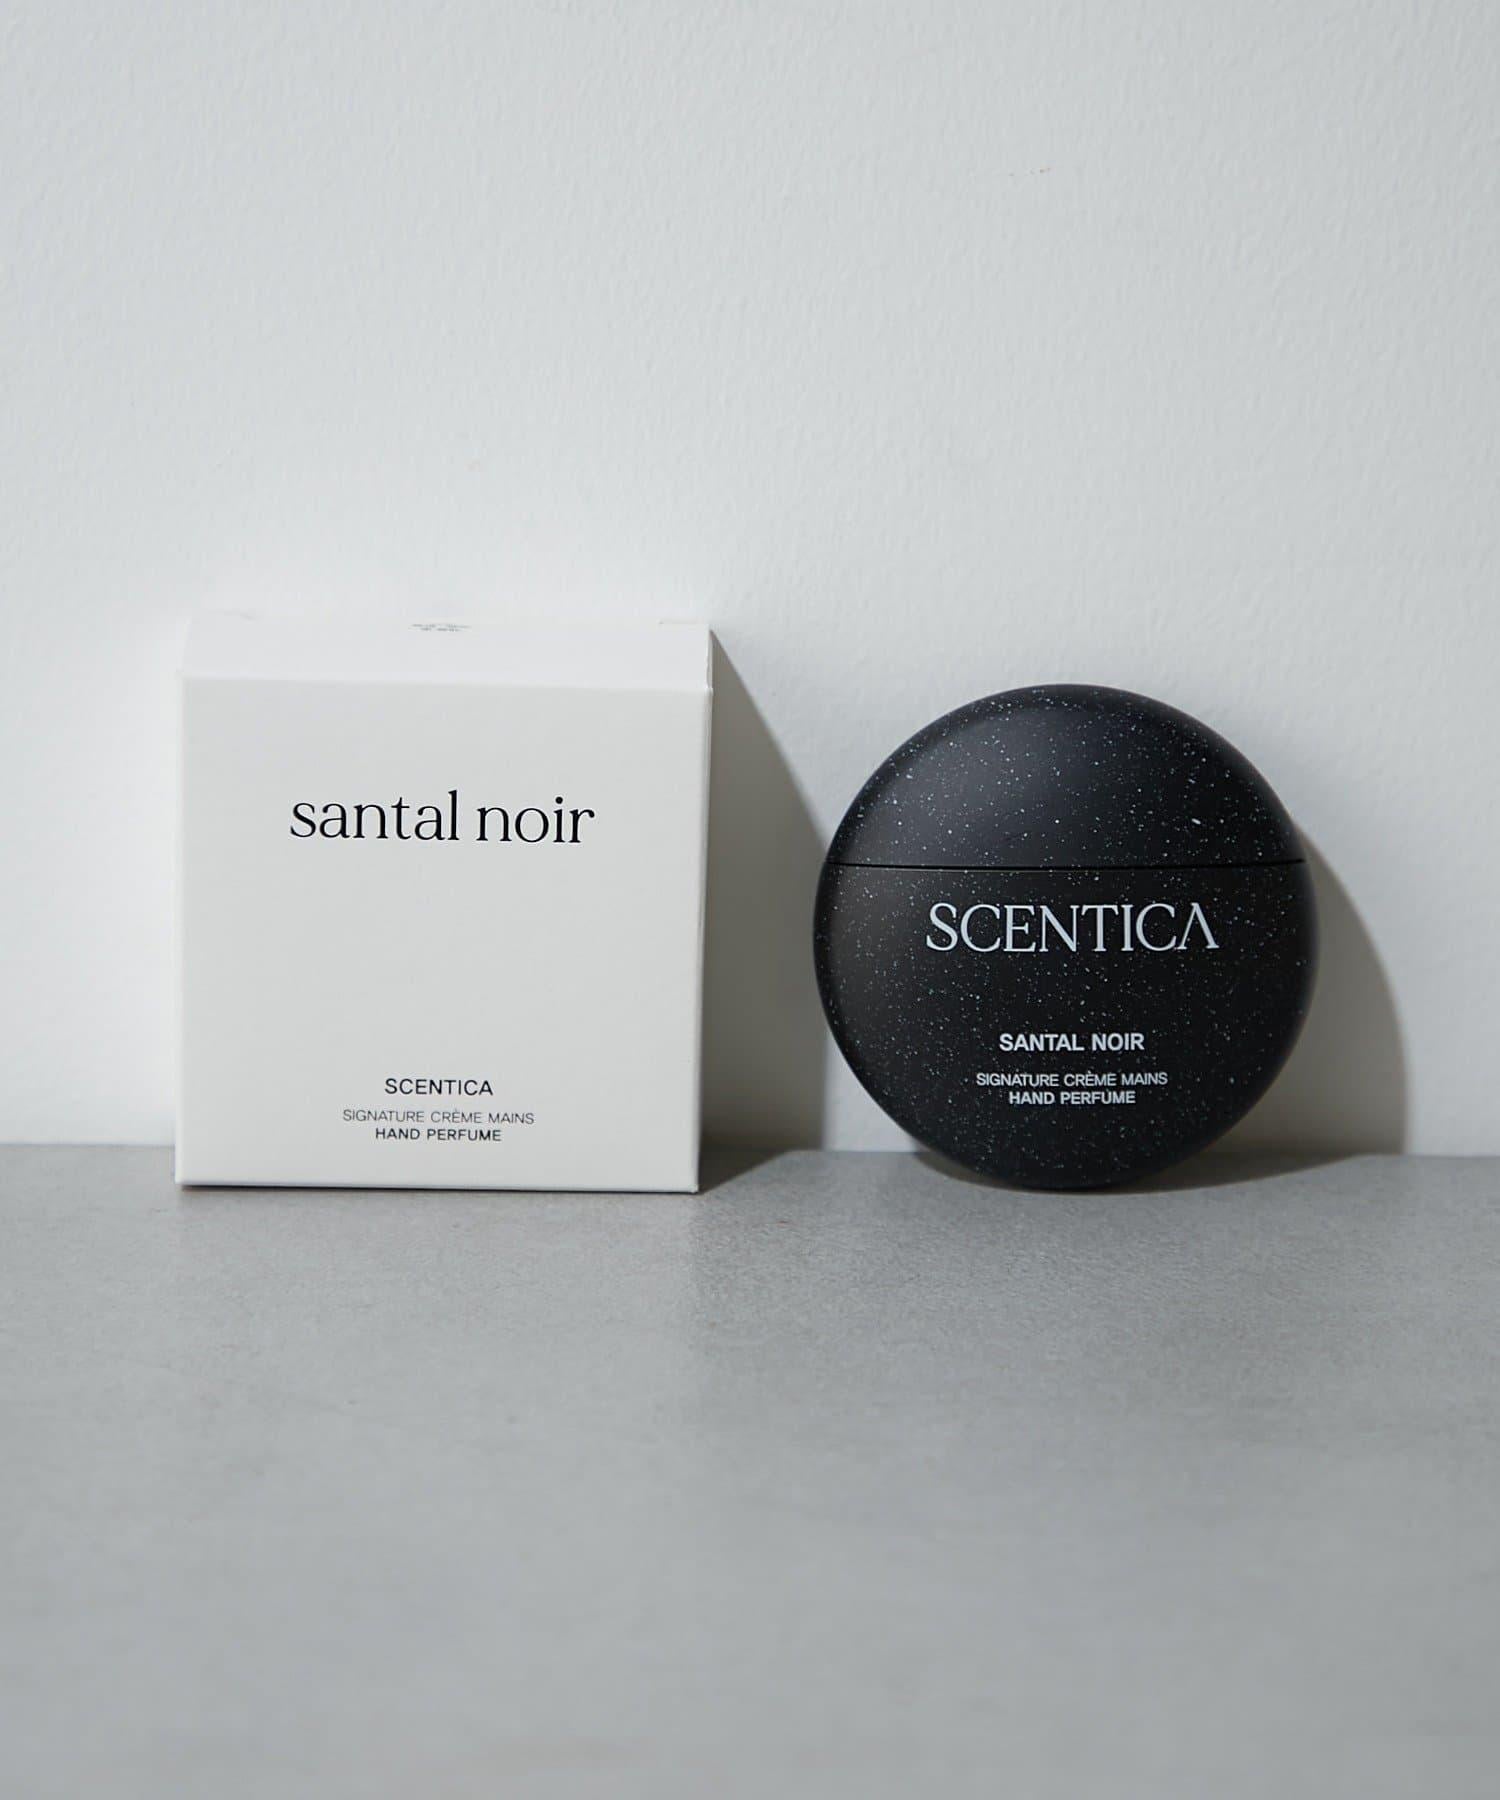 santal noir
SCENTICA
SIGNATURE CRÈME MAINS
HAND PERFUME
SCENTICA
SANTAL NOIR
SIGNATURE CRÈME MAINS
HAND PERFUME